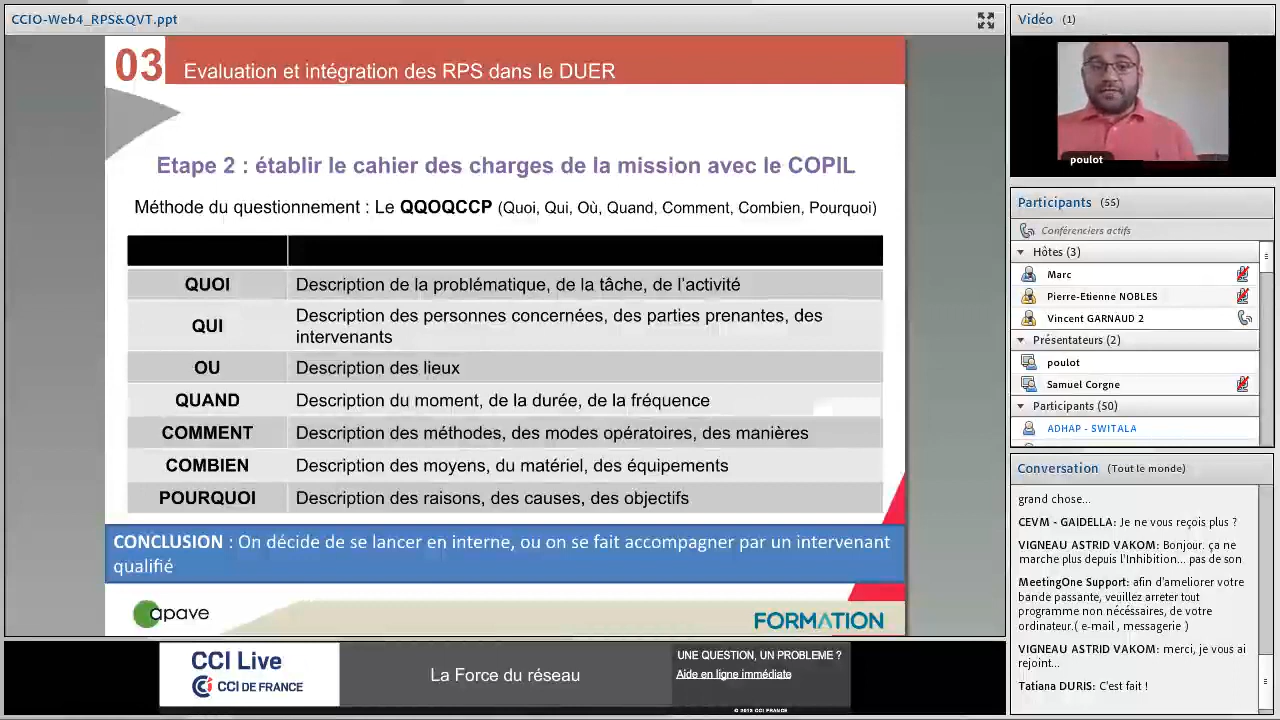 CCIO-Web4_RPS&QVT.ppt
03
Evaluation et intégration des RPS dans le DUER
Etape 2 : établir le cahier des charges de la mission avec le COPIL
Méthode du questionnement : Le QQOQCCP (Quoi, Qui, Où, Quand, Comment, Combien, Pourquoi)
QUOI Description de la problématique, de la tâche, de l'activité
QUI Description des personnes concernées, des parties prenantes, des
intervenants
OU Description des lieux
QUAND Description du moment, de la durée, de la fréquence
COMMENT Description des méthodes, des modes opératoires, des manières
COMBIEN Description des moyens, du matériel, des équipements
POURQUOI Description des raisons, des causes, des objectifs
CONCLUSION : On décide de se lancer en interne, ou on se fait accompagner par un intervenant
qualifié
apave
FORMATION
CCI Live
CCI DE FRANCE
La Force du réseau
UNE QUESTION, UN PROBLEME ?
Aide en ligne immédiate
© 2013 CCI FRANCE
Vidéo (1)
poulot
Participants (55)
Conférenciers actifs
Hôtes (3)
Marc
Pierre-Etienne NOBLES
Vincent GARNAUD 2
Présentateurs (2)
poulot
Samuel Corgne
Participants (50)
ADHAP - SWITALA
Conversation (Tout le monde)
grand chose...
CEVM - GAIDELLA: Je ne vous reçois plus ?
VIGNEAU ASTRID VAKOM: Bonjour. ça ne
marche plus depuis l'Inhibition... pas de son
MeetingOne Support: afin d'ameliorer votre
bande passante, veuillez arreter tout
programme non nécéssaires, de votre
ordinateur.( e-mail , messagerie )
VIGNEAU ASTRID VAKOM: merci, je vous ai
rejoint...
Tatiana DURIS: C'est fait !